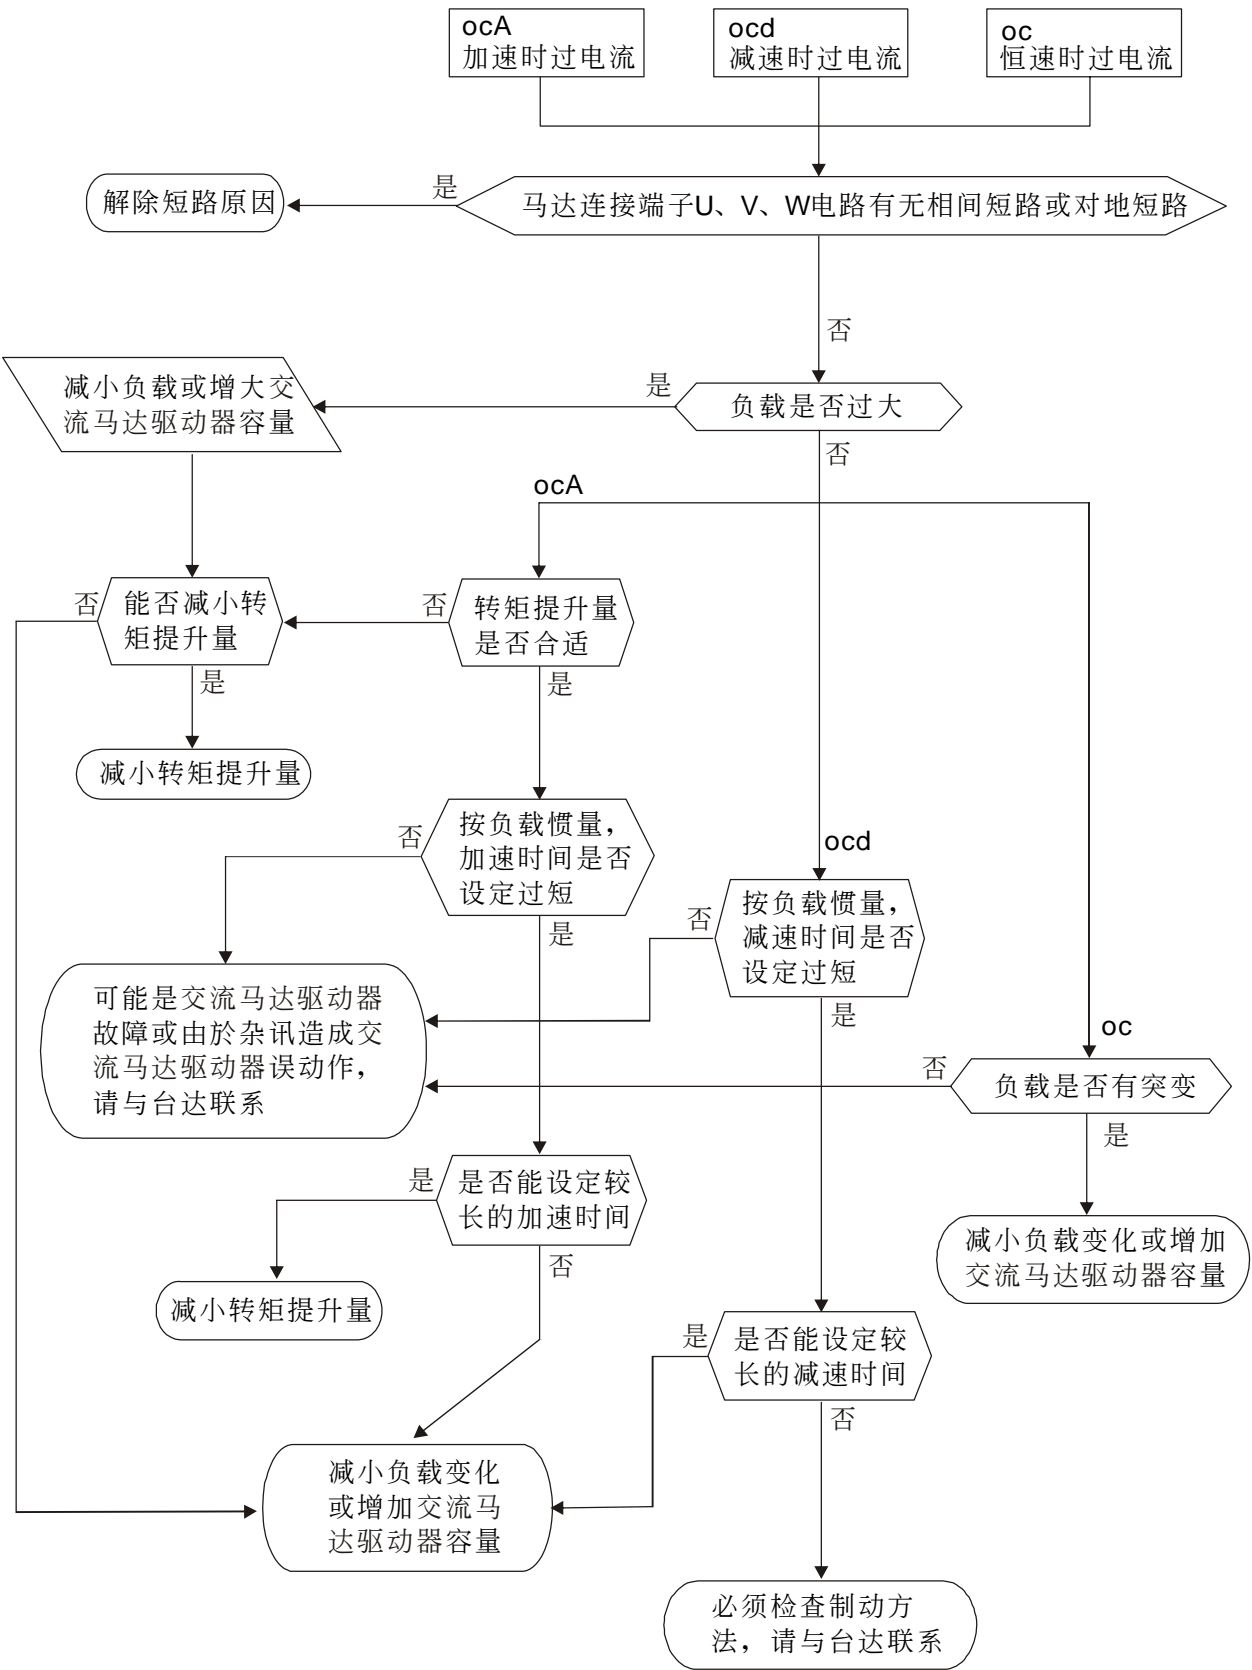 ocA
加速时过电流
ocd
减速时过电流
oc
恒速时过电流
是
解除短路原因
马达连接端子U、V、W电路有无相间短路或对地短路
否
是
减小负载或增大交
流马达驱动器容量
负载是否过大
否
ocA
否
能否减小转
矩提升量
否
转矩提升量
是否合适
是
是
减小转矩提升量
否
按负载惯量，
加速时间是否
设定过短
ocd
否
按负载惯量，
减速时间是否
设定过短
是
可能是交流马达驱动器
故障或由於杂讯造成交
流马达驱动器误动作，
请与台达联系
是
oc
否
负载是否有突变
是
是
是否能设定较
长的加速时间
减小负载变化或增加
交流马达驱动器容量
否
减小转矩提升量
是
是否能设定较
长的减速时间
否
减小负载变化
或增加交流马
达驱动器容量
必须检查制动方
法，请与台达联系